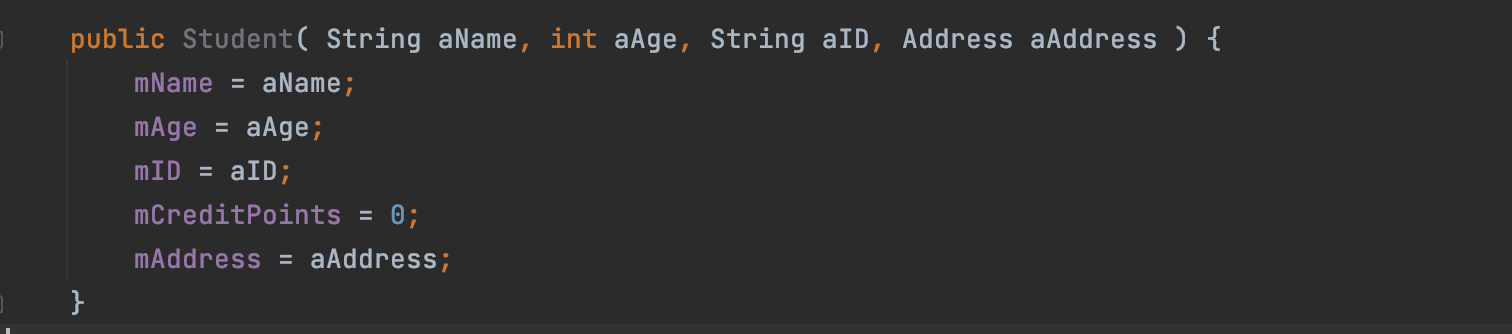 public Student( String aName, int aAge, String aID, Address aAddress ) {
    mName = aName;
    mAge = aAge;
    mID = aID;
    mCreditPoints = 0;
    mAddress = aAddress;
}